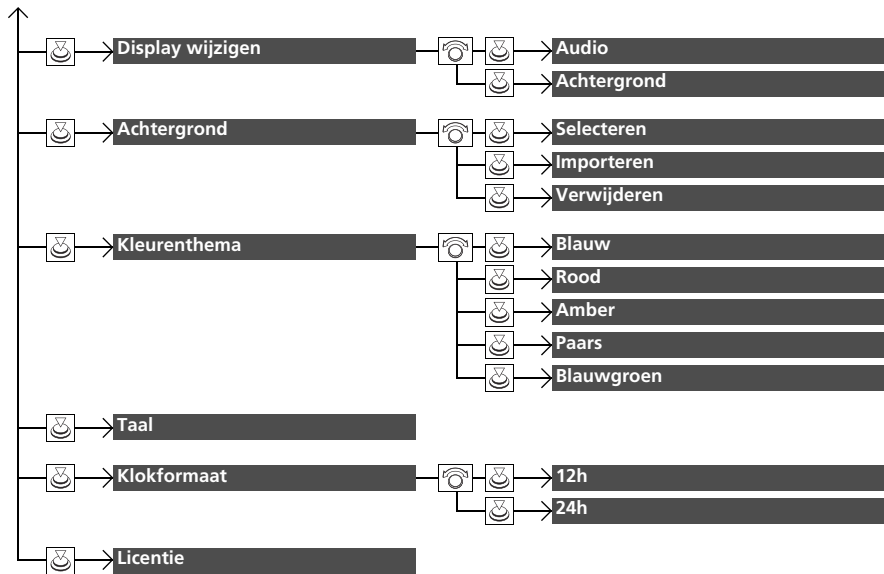 Display wijzigen
Audio
Achtergrond
Achtergrond
Selecteren
Importeren
Verwijderen
Kleurenthema
Blauw
Rood
Amber
Paars
Blauwgroen
Taal
Klokformaat
12h
24h
Licentie